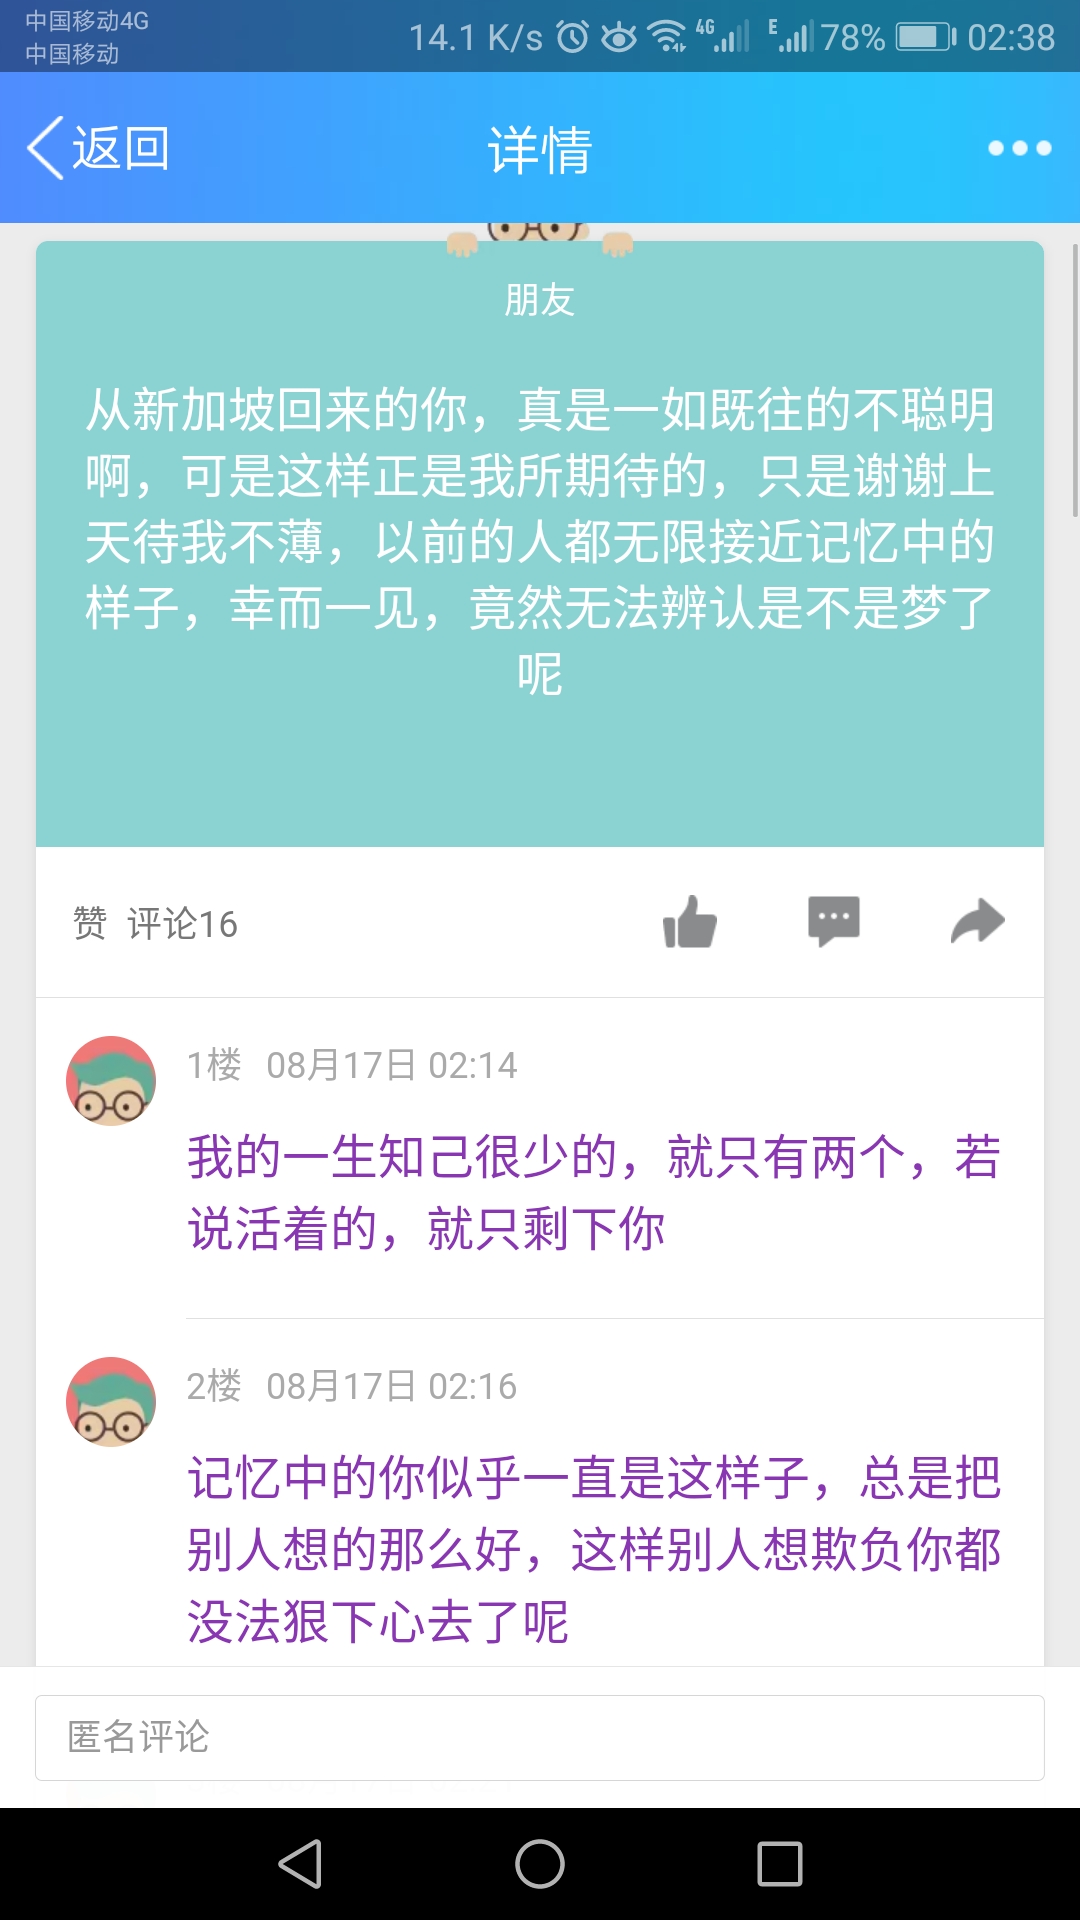 中国移动4G
中国移动
14.1 K/s 4G E 78% 02:38
返回 详情
朋友
从新加坡回来的你，真是一如既往的不聪明
啊，可是这样正是我所期待的，只是谢谢上
天待我不薄，以前的人都无限接近记忆中的
样子，幸而一见，竟然无法辨认是不是梦了
呢
赞 评论16
1楼 08月17日 02:14
我的一生知己很少的，就只有两个，若
说活着的，就只剩下你
2楼 08月17日 02:16
记忆中的你似乎一直是这样子，总是把
别人想的那么好，这样别人想欺负你都
没法狠下心去了呢
匿名评论